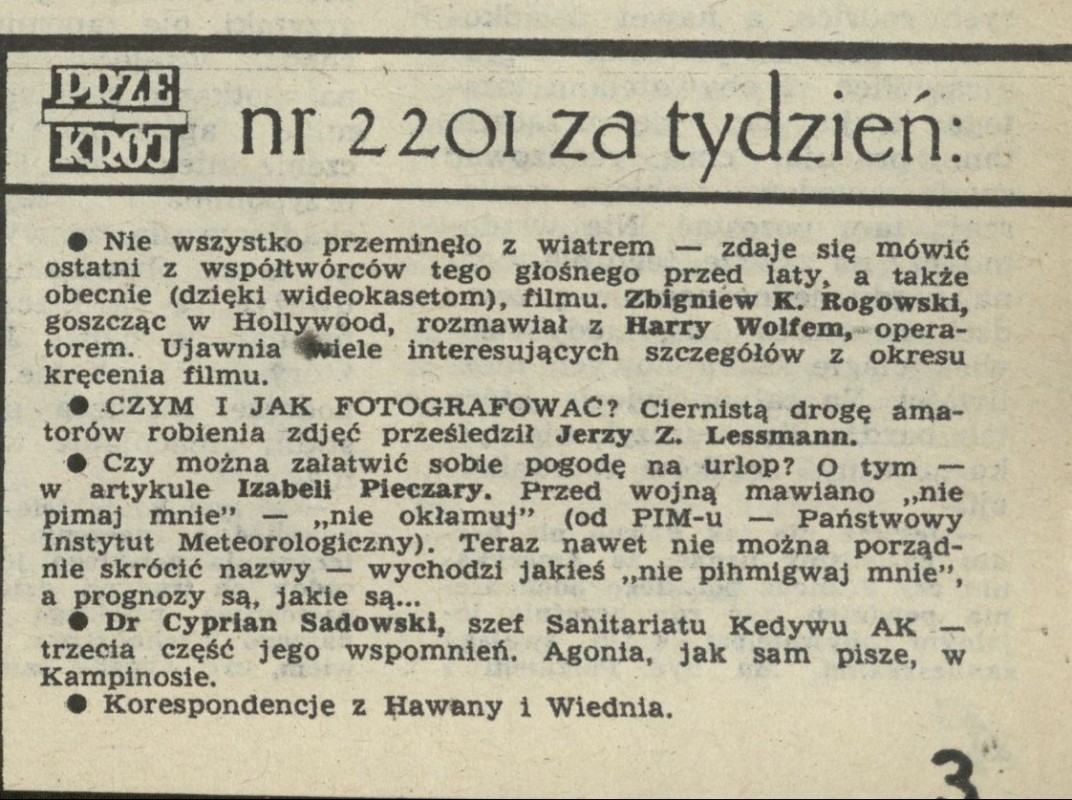 PRZE
KRÓJ
nr 2201 za tydzień:
● Nie wszystko przeminęło z wiatrem — zdaje się mówić
ostatni z współtwórców tego głośnego przed laty, a także
obecnie (dzięki wideokasetom), filmu. Zbigniew K. Rogowski,
goszcząc w Hollywood, rozmawiał z Harry Wolfem, opera-
torem. Ujawnia wiele interesujących szczegółów z okresu
kręcenia filmu.
● CZYM I JAK FOTOGRAFOWAĆ? Ciernistą drogę ama-
torów robienia zdjęć prześledził Jerzy Z. Lessmann.
● Czy można załatwić sobie pogodę na urlop? O tym —
w artykule Izabeli Pieczary. Przed wojną mawiano „nie
pimaj mnie” — „nie okłamuj” (od PIM-u — Państwowy
Instytut Meteorologiczny). Teraz nawet nie można porząd-
nie skrócić nazwy — wychodzi jakieś „nie pihmigwaj mnie”,
a prognozy są, jakie są...
● Dr Cyprian Sadowski, szef Sanitariatu Kedywu AK —
trzecia część jego wspomnień. Agonia, jak sam pisze, w
Kampinosie.
● Korespondencje z Hawany i Wiednia.
3